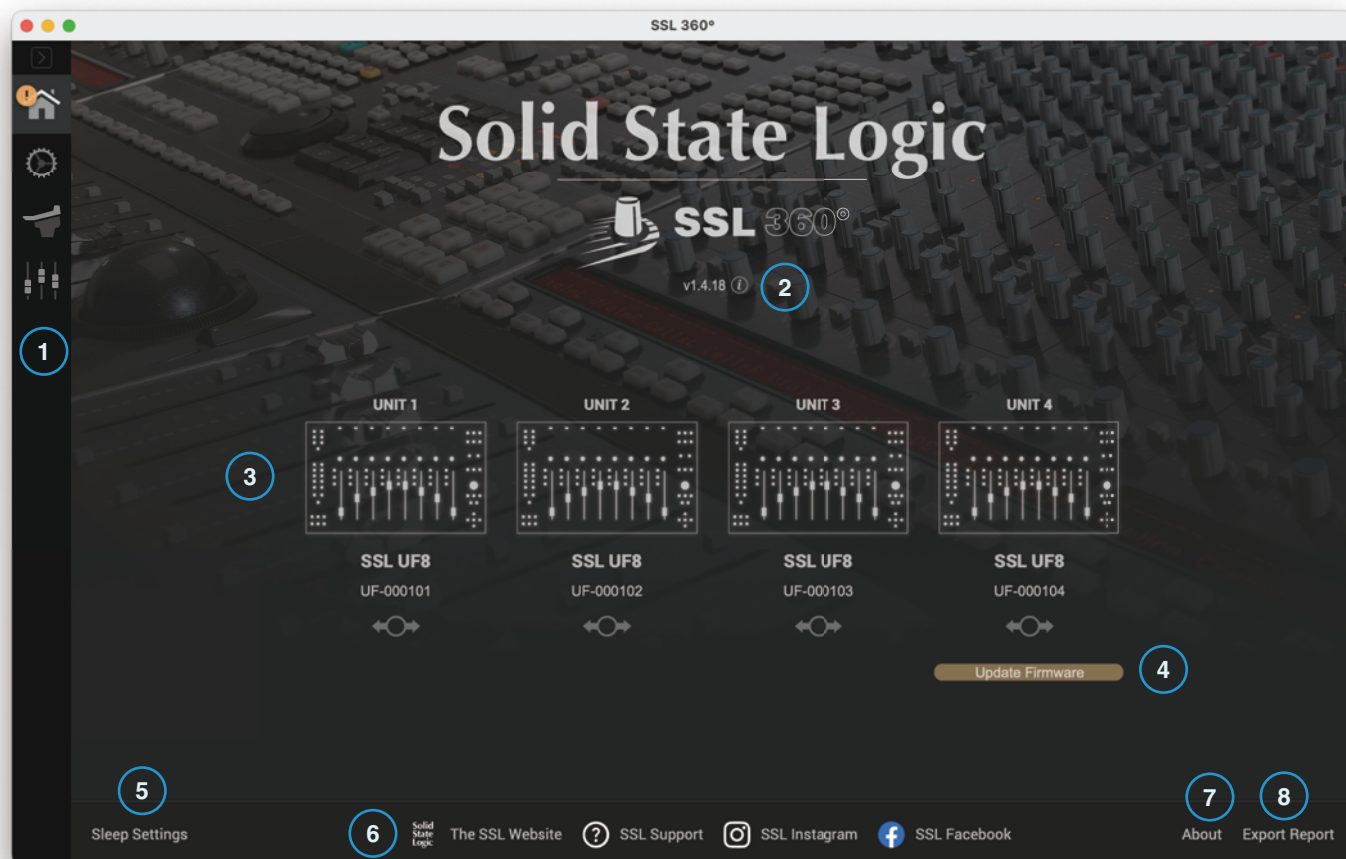 SSL 360°
Solid State Logic
SSL 360°
v1.4.18 i 2
1
UNIT 1 UNIT 2 UNIT 3 UNIT 4
3
SSL UF8 SSL UF8 SSL UF8 SSL UF8
UF-000101 UF-000102 UF-000103 UF-000104
Update Firmware 4
5 7 8
Sleep Settings 6 Solid State Logic The SSL Website ? SSL Support SSL Instagram f SSL Facebook About Export Report